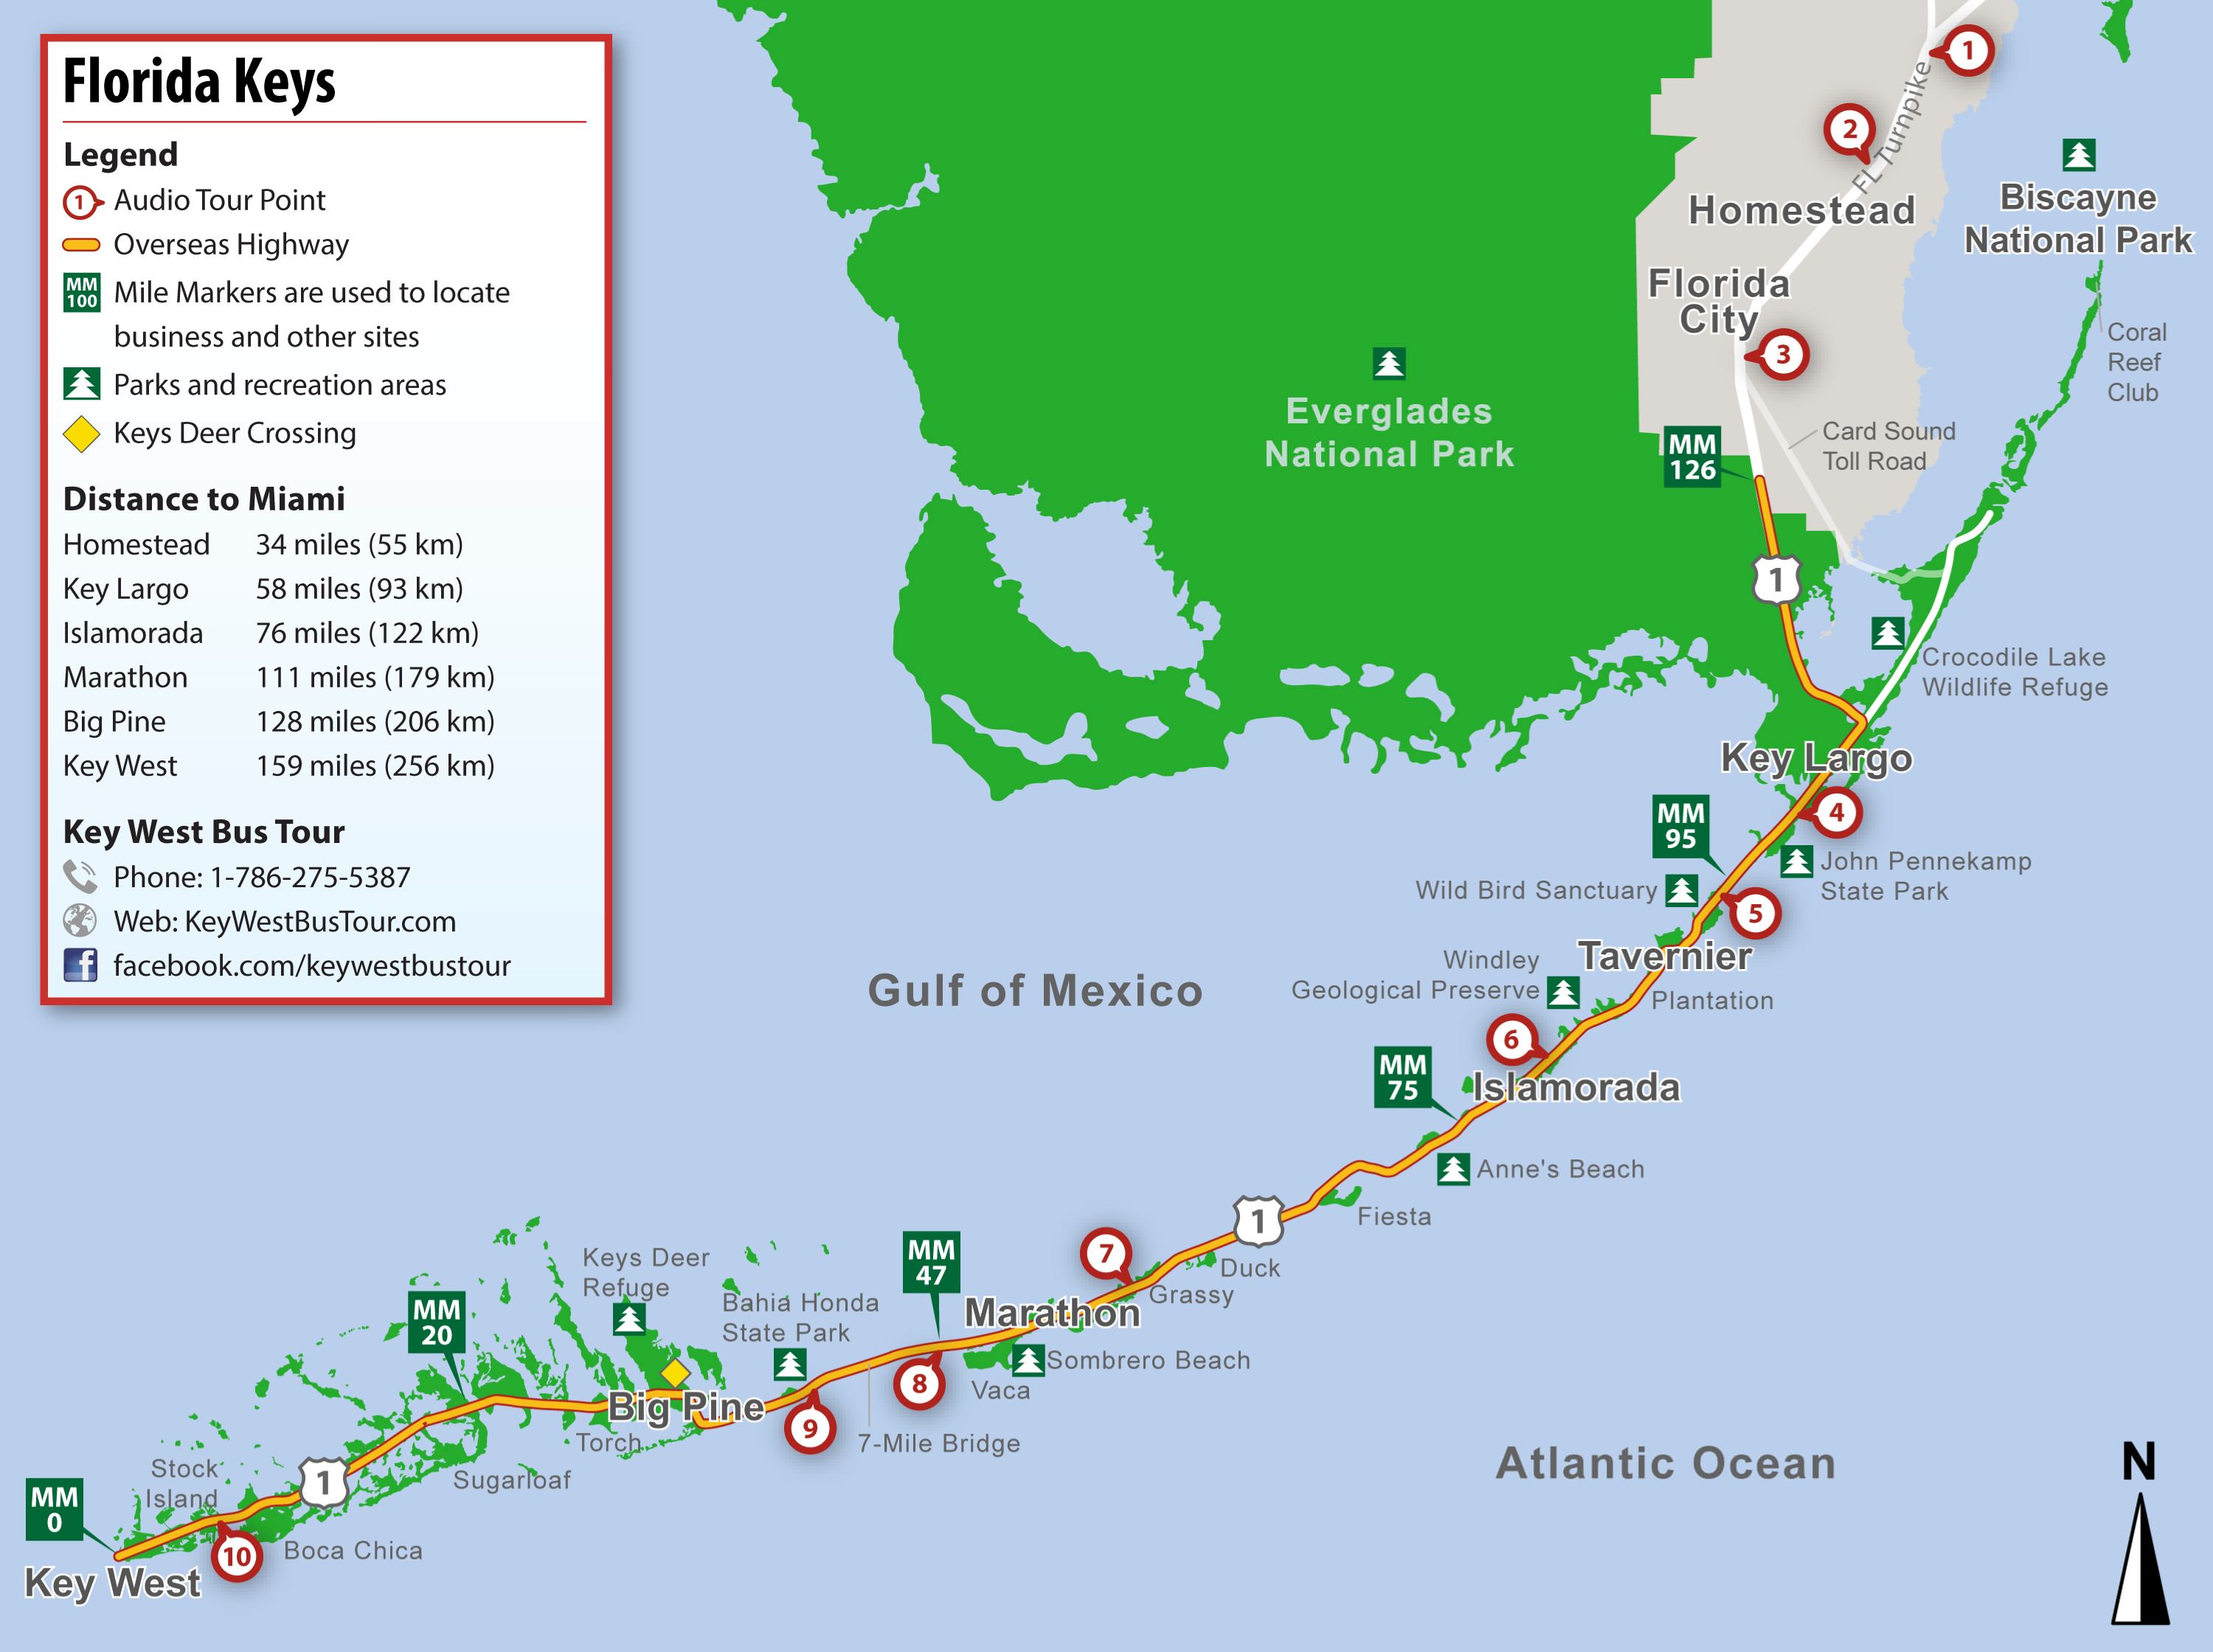 Florida Keys
Legend
1 Audio Tour Point
Overseas Highway
MM
100
Mile Markers are used to locate
business and other sites
Parks and recreation areas
Keys Deer Crossing
Distance to Miami
Homestead 34 miles (55 km)
Key Largo 58 miles (93 km)
Islamorada 76 miles (122 km)
Marathon 111 miles (179 km)
Big Pine 128 miles (206 km)
Key West 159 miles (256 km)
Key West Bus Tour
Phone: 1-786-275-5387
Web: KeyWestBusTour.com
f facebook.com/keywestbustour
1
FL Turnpike
2
Homestead
Biscayne
National Park
Florida
City
3
Coral
Reef
Club
Everglades
National Park
Card Sound
Toll Road
MM
126
1
Crocodile Lake
Wildlife Refuge
Key Largo
4
MM
95
John Pennekamp
State Park
Wild Bird Sanctuary
5
Tavernier
Windley
Geological Preserve
Plantation
Gulf of Mexico
6
MM
75
Islamorada
Anne's Beach
Fiesta
1
7
Duck
Grassy
MM
47
Marathon
Keys Deer
Refuge
Bahia Honda
State Park
MM
20
Sombrero Beach
8
Vaca
Big Pine
9
7-Mile Bridge
Torch
Sugarloaf
Atlantic Ocean
Stock
Island
1
MM
0
10
Boca Chica
Key West
N